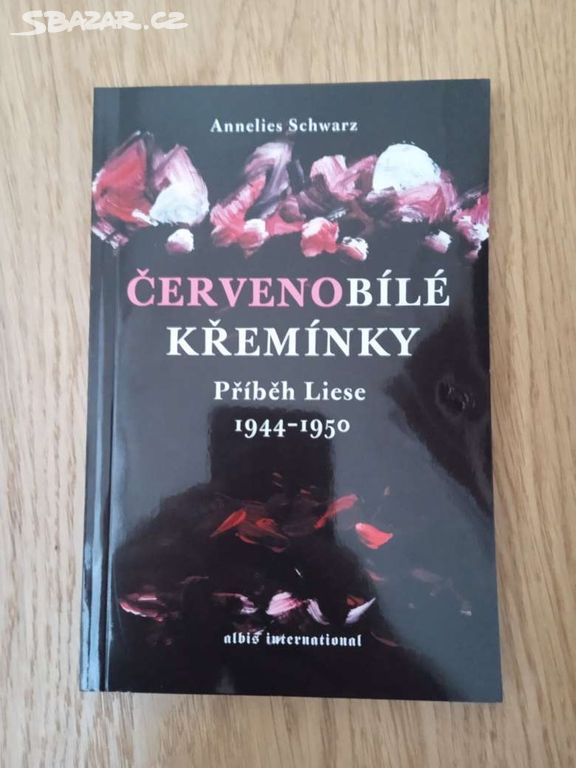 SBAZAR.CZ
Annelies Schwarz
ČERVENOBÍLÉ
KŘEMÍNKY
Příběh Liese
1944-1950
albis international